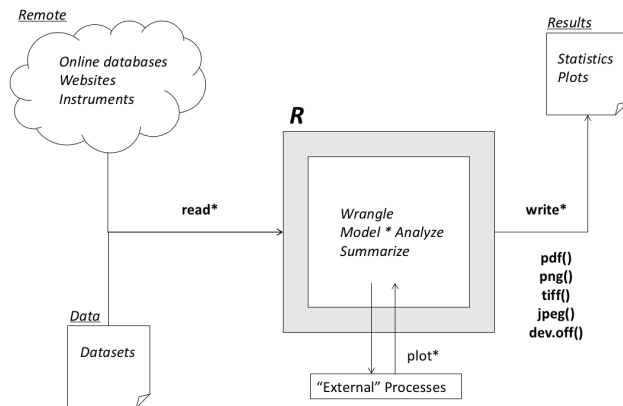 Remote
Online databases
Websites
Instruments
Results
Statistics
Plots
R
read*
Wrangle
Model * Analyze
Summarize
write*
pdf()
png()
tiff()
jpeg()
dev.off()
Data
Datasets
plot*
“External” Processes